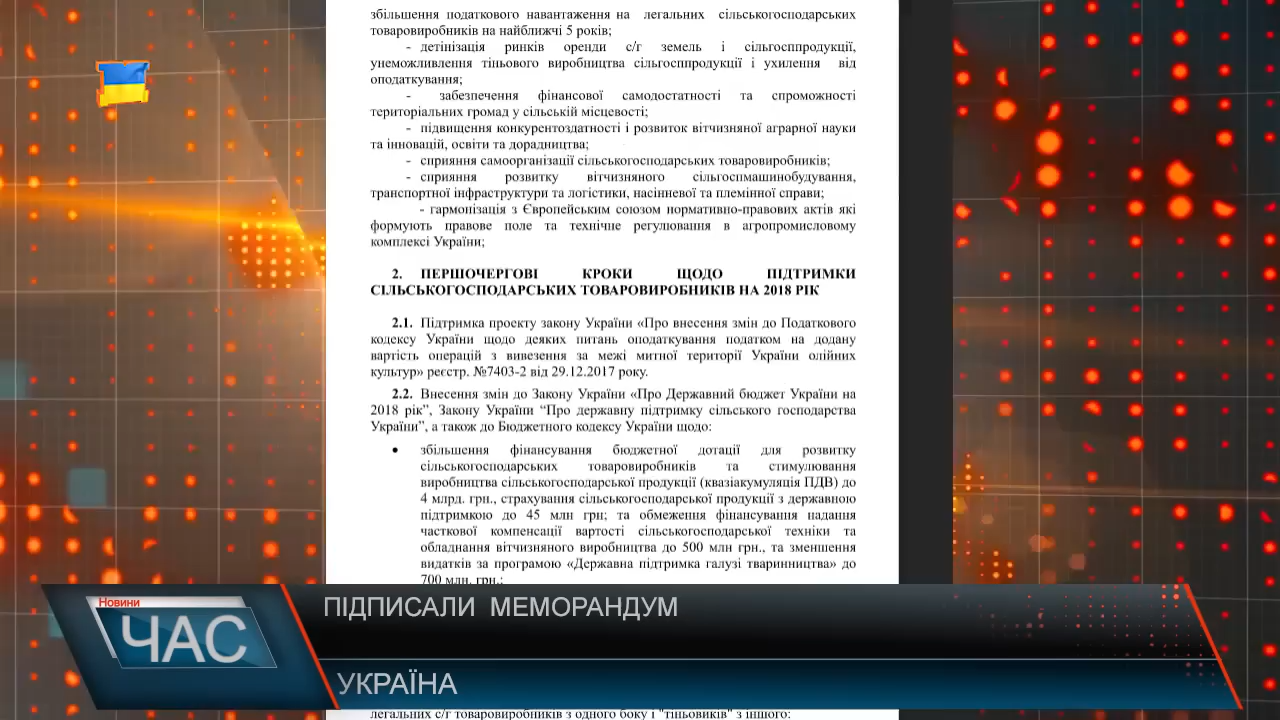 збільшення податкового навантаження на легальних сільськогосподарських
товаровиробників на найближчі 5 років;
- детінізація ринків оренди с/г земель і сільгосппродукції,
унеможливлення тіньового виробництва сільгосппродукції і ухилення від
оподаткування;
- забезпечення фінансової самодостатності та спроможності
територіальних громад у сільській місцевості;
- підвищення конкурентоздатності і розвиток вітчизняної аграрної науки
та інновацій, освіти та дорадництва;
- сприяння самоорганізації сільськогосподарських товаровиробників;
- сприяння розвитку вітчизняного сільгоспмашинобудування,
транспортної інфраструктури та логістики, насінневої та племінної справи;
- гармонізація з Європейським союзом нормативно-правових актів які
формують правове поле та технічне регулювання в агропромисловому
комплексі України;
2. ПЕРШОЧЕРГОВІ КРОКИ ЩОДО ПІДТРИМКИ
СІЛЬСЬКОГОСПОДАРСЬКИХ ТОВАРОВИРОБНИКІВ НА 2018 РІК
2.1. Підтримка проекту закону України «Про внесення змін до Податкового
кодексу України щодо деяких питань оподаткування податком на додану
вартість операцій з вивезення за межі митної території України олійних
культур» реєстр. №7403-2 від 29.12.2017 року.
2.2. Внесення змін до Закону України «Про Державний бюджет України на
2018 рік”, Закону України “Про державну підтримку сільського господарства
України”, а також до Бюджетного кодексу України щодо:
• збільшення фінансування бюджетної дотації для розвитку
сільськогосподарських товаровиробників та стимулювання
виробництва сільськогосподарської продукції (квазіакумуляція ПДВ) до
4 млрд. грн., страхування сільськогосподарської продукції з державною
підтримкою до 45 млн грн; та обмеження фінансування надання
часткової компенсації вартості сільськогосподарської техніки та
обладнання вітчизняного виробництва до 500 млн грн., та зменшення
видатків за програмою «Державна підтримка галузі тваринництва» до
700 млн. грн.;
Новини
ЧАС
ПІДПИСАЛИ МЕМОРАНДУМ
УКРАЇНА
легальних с/г товаровиробників з одного боку і "тіньовиків" з іншого: